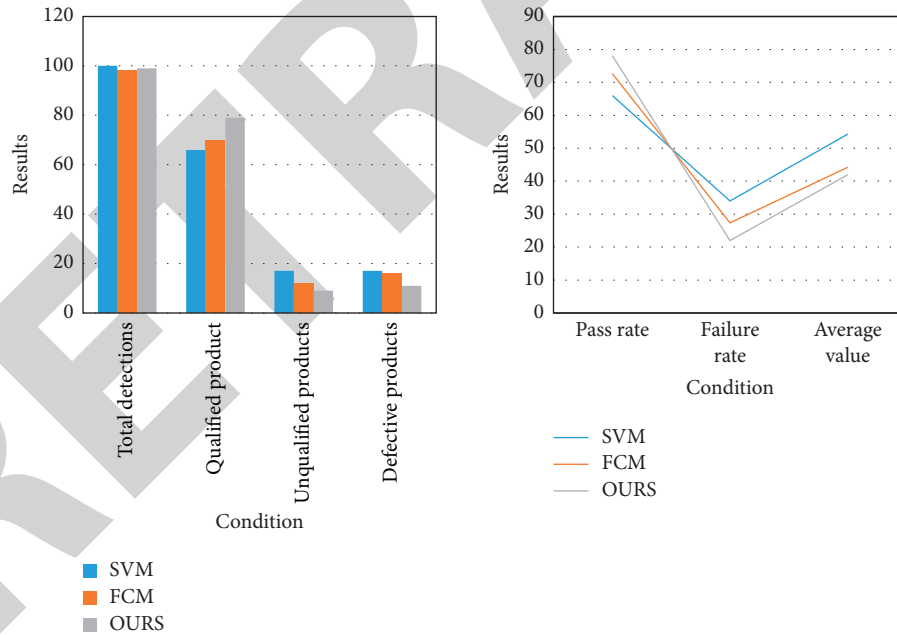 120
100
80
60
40
20
0
Results
Total detections
Qualified product
Unqualified products
Defective products
Condition
SVM
FCM
OURS
90
80
70
60
50
40
30
20
10
0
Results
Pass rate
Failure
rate
Average
value
Condition
SVM
FCM
OURS